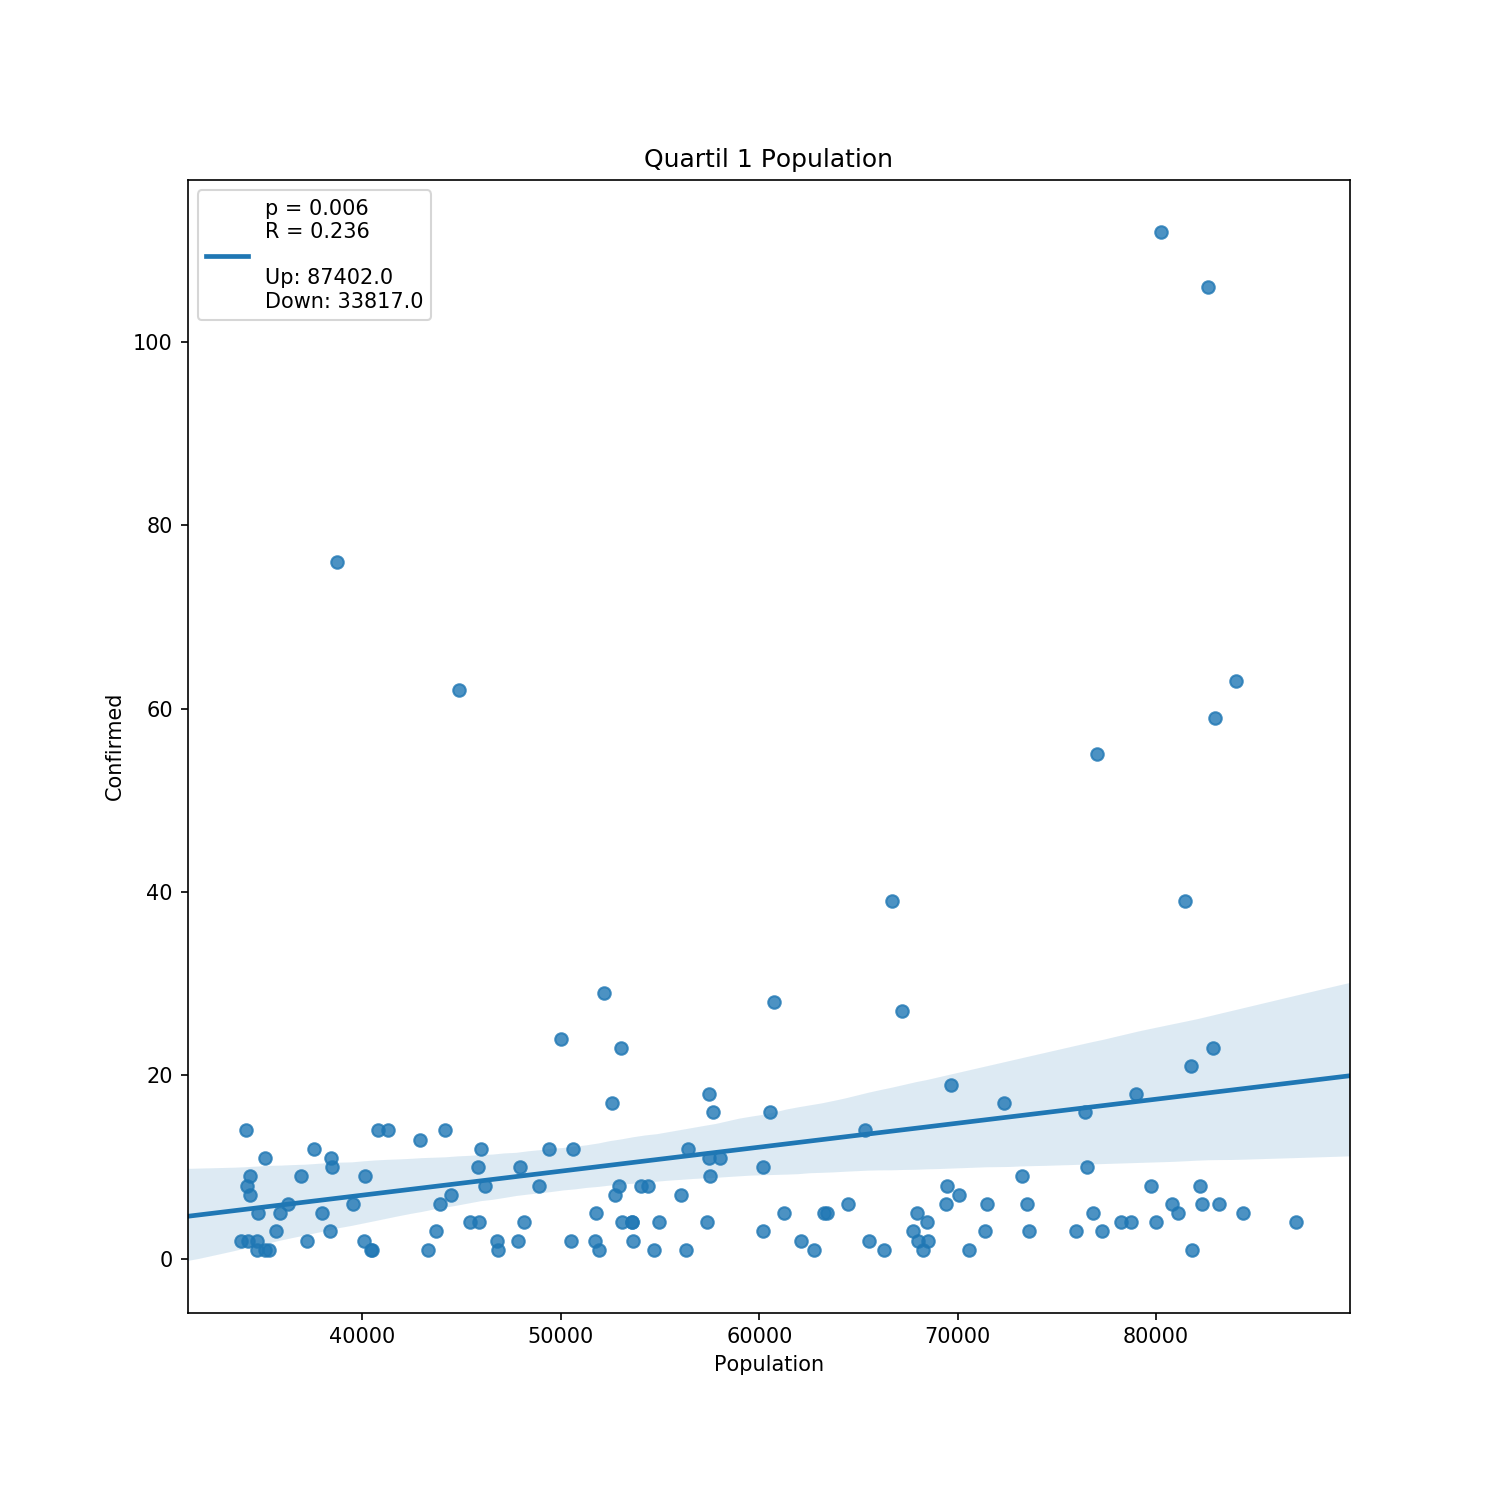 Quartil 1 Population
p = 0.006
R = 0.236
Up: 87402.0
Down: 33817.0
100
80
60
40
20
0
Confirmed
40000 50000 60000 70000 80000
Population